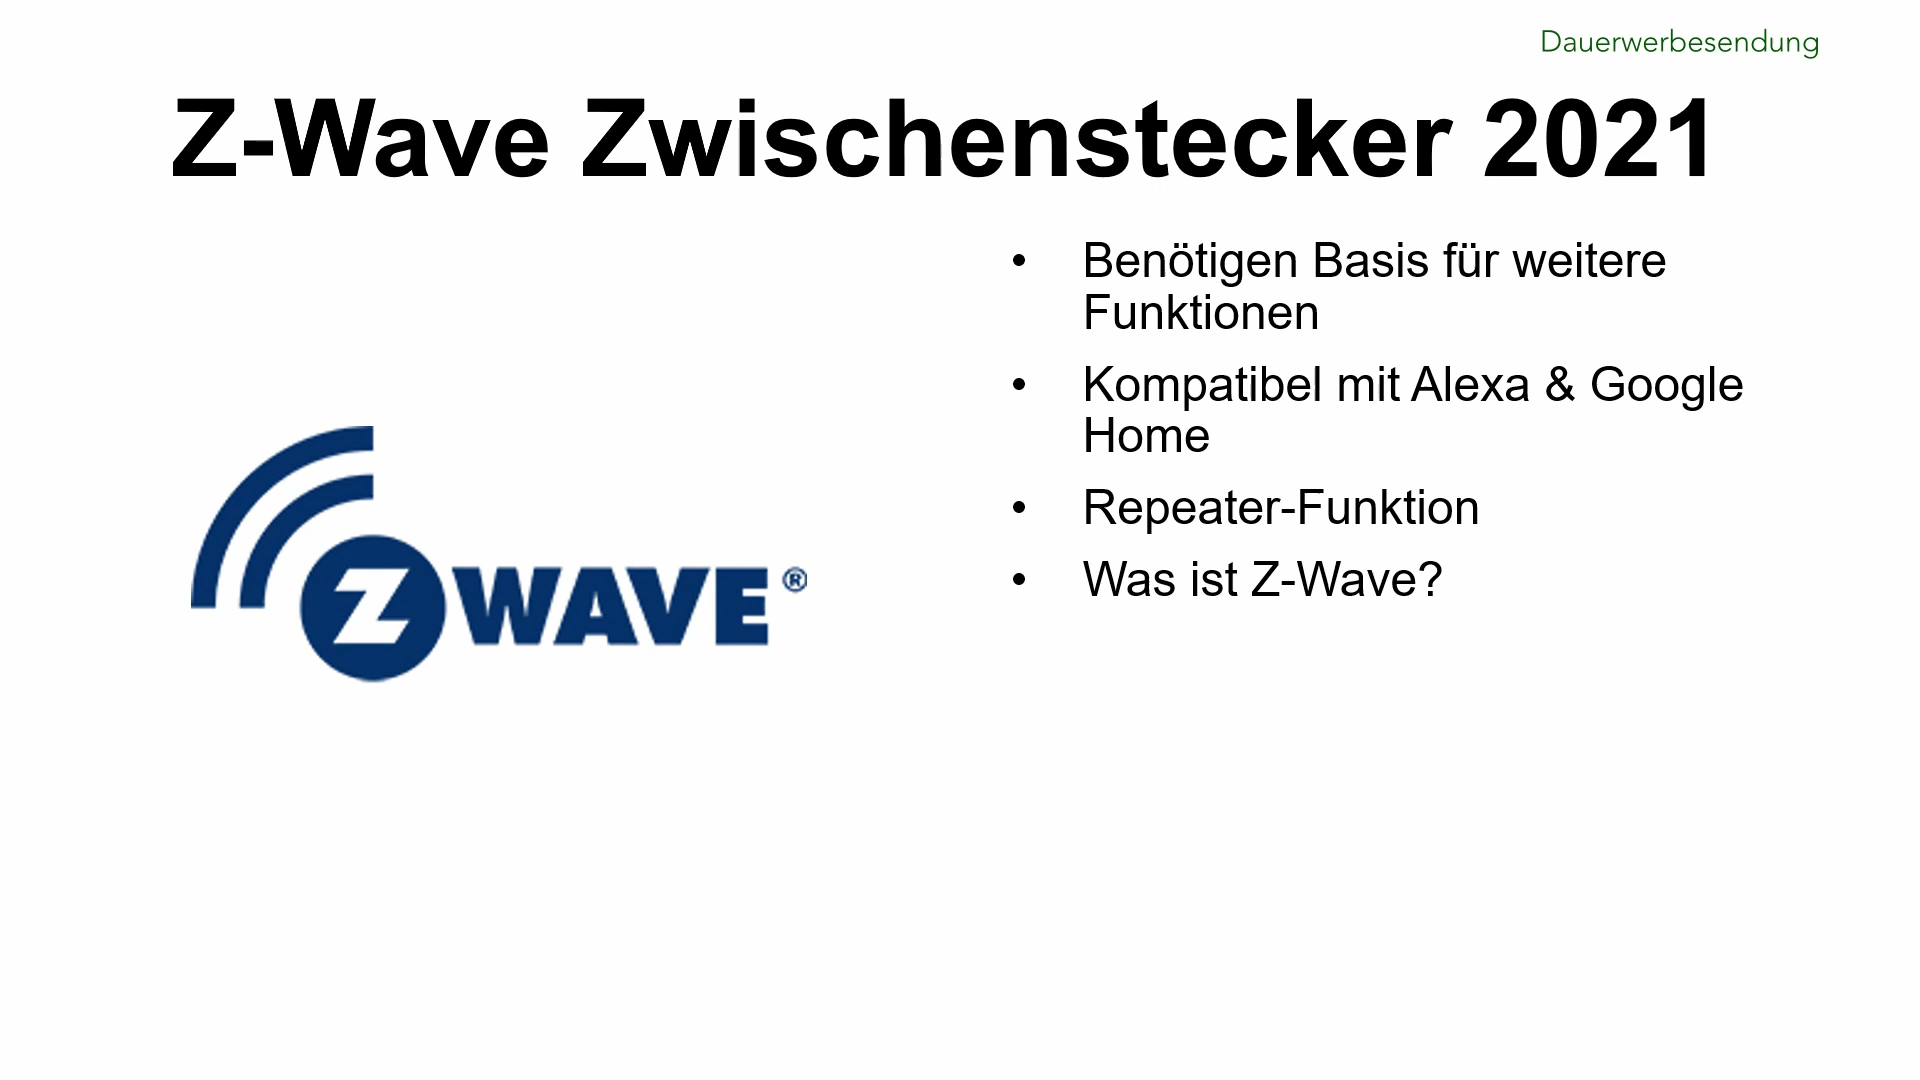 Dauerwerbesendung
Z-Wave Zwischenstecker 2021
• Benötigen Basis für weitere
Funktionen
• Kompatibel mit Alexa & Google
Home
• Repeater-Funktion
• Was ist Z-Wave?
Z WAVE®